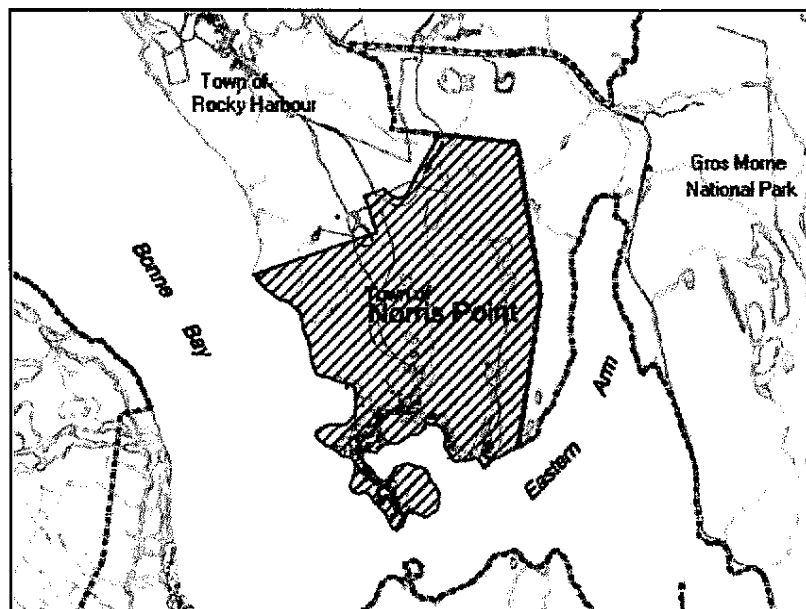 Town of
Rocky Harbour
Gros Morne
National Park
Bonne
Bay
Town of
Norris Point
Arm
Eastern